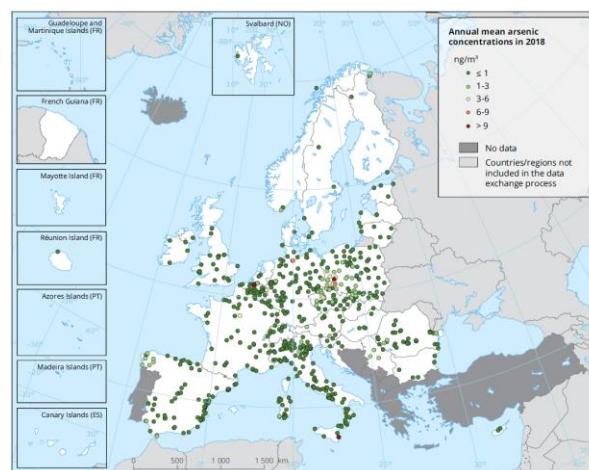 Guadeloupe and
Martinique Islands (FR)
French Guiana (FR)
Mayotte Island (FR)
Réunion Island (FR)
Azores Islands (PT)
Madeira Islands (PT)
Canary Islands (ES)
Svalbard (NO)
Annual mean arsenic
concentrations in 2018
ng/m³
≤ 1
1-3
3-6
6-9
> 9
No data
Countries/regions not
included in the data
exchange process
0 500 1 000 1 500 km